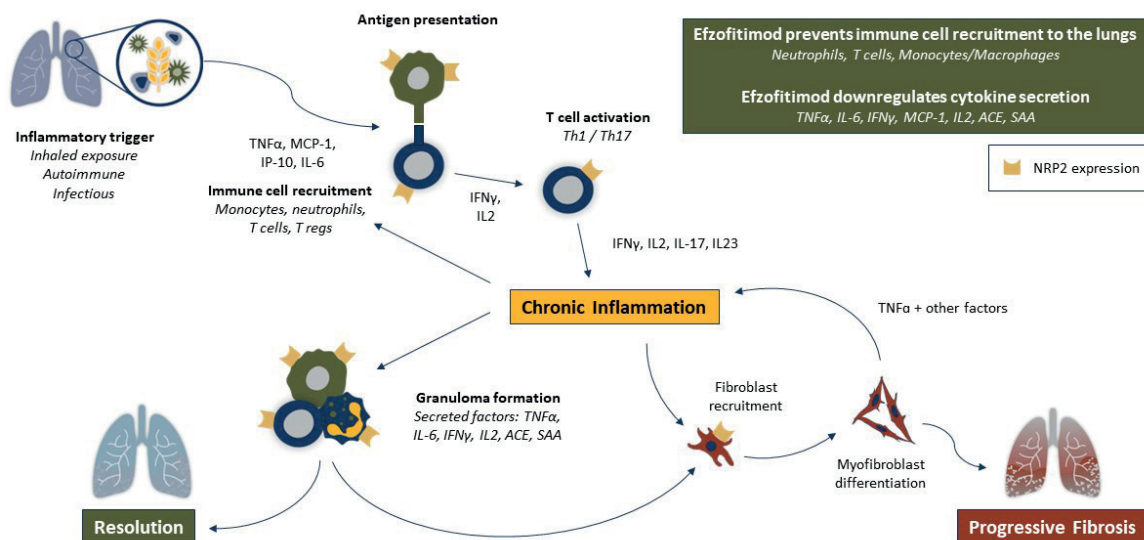 Antigen presentation
Efzofitimod prevents immune cell recruitment to the lungs
Neutrophils, T cells, Monocytes/Macrophages
Efzofitimod downregulates cytokine secretion
TNFα, IL-6, IFNγ, MCP-1, IL2, ACE, SAA
NRP2 expression
Inflammatory trigger
Inhaled exposure
Autoimmune
Infectious
TNFα, MCP-1,
IP-10, IL-6
Immune cell recruitment
Monocytes, neutrophils,
T cells, T regs
T cell activation
Th1 / Th17
IFNγ,
IL2
IFNγ, IL2, IL-17, IL23
Chronic Inflammation
TNFα + other factors
Granuloma formation
Secreted factors: TNFα,
IL-6, IFNγ, IL2, ACE, SAA
Fibroblast
recruitment
Myofibroblast
differentiation
Resolution
Progressive Fibrosis